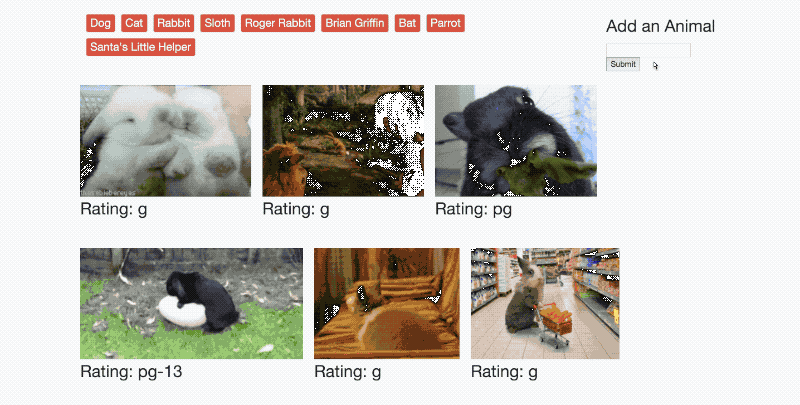 Dog Cat Rabbit Sloth Roger Rabbit Brian Griffin Bat Parrot
Santa's Little Helper
Add an Animal
Submit
Rating: g
Rating: g
Rating: pg
Rating: pg-13
Rating: g
Rating: g